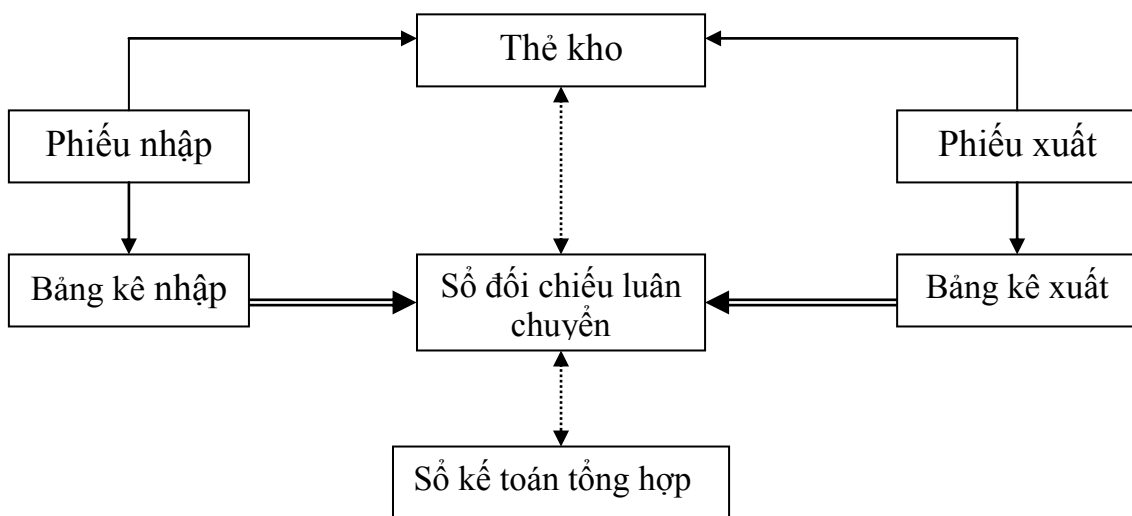 Thẻ kho
Phiếu nhập
Phiếu xuất
Bảng kê nhập
Sổ đối chiếu luân
chuyển
Bảng kê xuất
Sổ kế toán tổng hợp